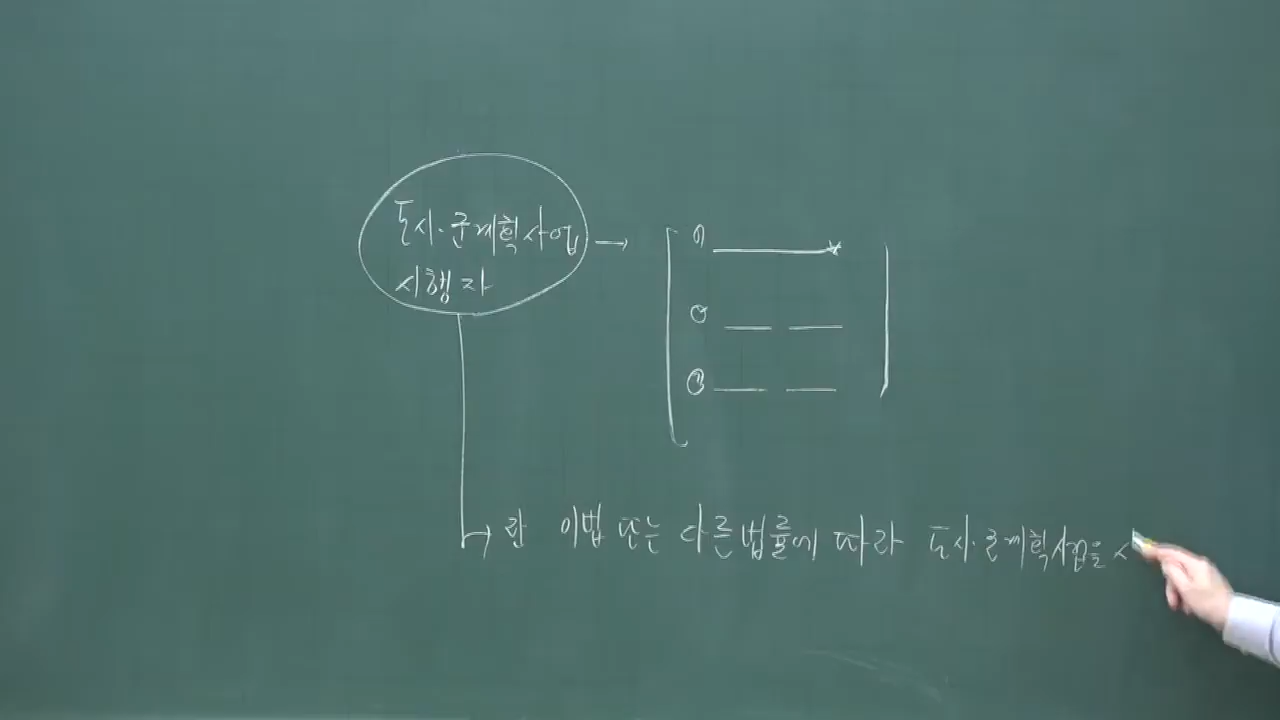 도시·군계획사업
시행자
→
㉠
㉡
㉢
란 이법 또는 다른법률에 따라 도시·군계획사업을 시